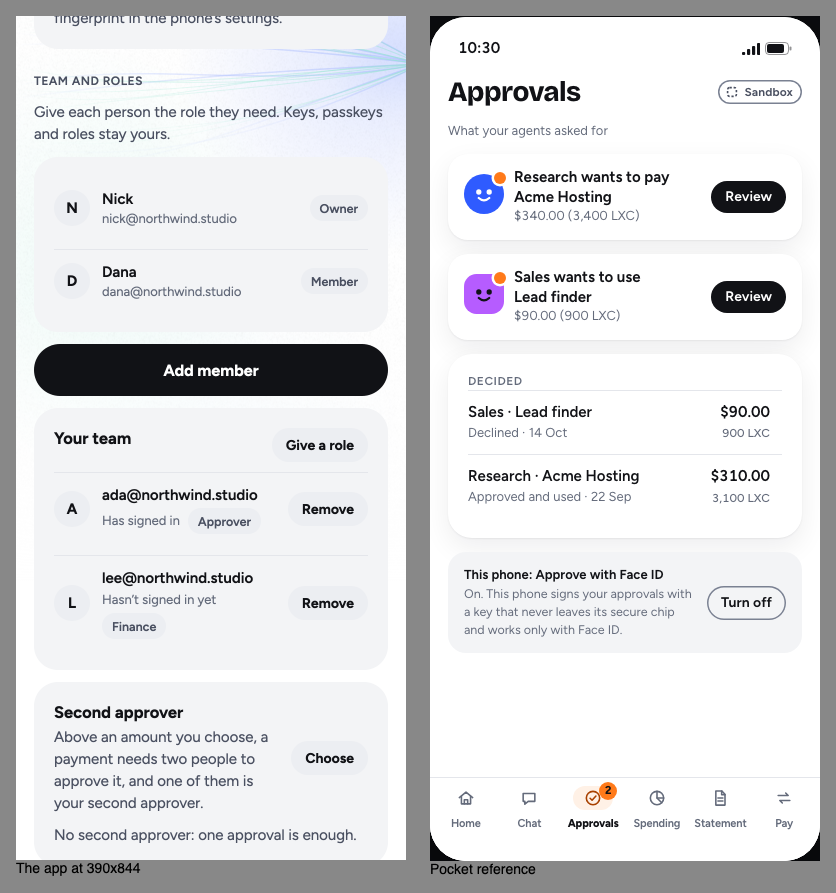 fingerprint in the phone's settings.
TEAM AND ROLES
Give each person the role they need. Keys, passkeys
and roles stay yours.
N
Nick
nick@northwind.studio
Owner
D
Dana
dana@northwind.studio
Member
Add member
Your team
Give a role
A
ada@northwind.studio
Has signed in
Approver
Remove
L
lee@northwind.studio
Hasn't signed in yet
Finance
Remove
Second approver
Above an amount you choose, a
payment needs two people to
approve it, and one of them is
your second approver.
Choose
No second approver: one approval is enough.
The app at 390x844
10:30
Approvals
Sandbox
What your agents asked for
Research wants to pay
Acme Hosting
$340.00 (3,400 LXC)
Review
Sales wants to use
Lead finder
$90.00 (900 LXC)
Review
DECIDED
Sales · Lead finder
$90.00
Declined · 14 Oct
900 LXC
Research · Acme Hosting
$310.00
Approved and used · 22 Sep
3,100 LXC
This phone: Approve with Face ID
On. This phone signs your approvals with
a key that never leaves its secure chip
and works only with Face ID.
Turn off
2
Home
Chat
Approvals
Spending
Statement
Pay
Pocket reference